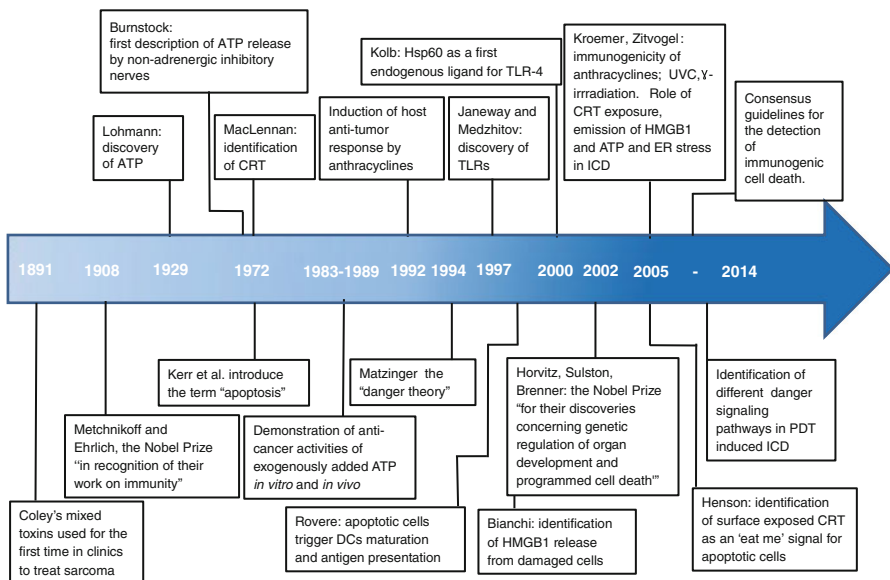 Burnstock:
first description of ATP release
by non-adrenergic inhibitory
nerves
Kolb: Hsp60 as a first
endogenous ligand for TLR-4
Kroemer, Zitvogel:
immunogenicity of
anthracyclines; UVC,ɣ-
irrradiation. Role of
CRT exposure,
emission of HMGB1
and ATP and ER stress
in ICD
Consensus
guidelines for
the detection
of
immunogenic
cell death.
Lohmann:
discovery
of ATP
MacLennan:
identification
of CRT
Induction of host
anti-tumor
response by
anthracyclines
Janeway and
Medzhitov:
discovery of
TLRs
1891 1908 1929 1972 1983-1989 1992 1994 1997 2000 2002 2005 - 2014
Kerr et al. introduce
the term “apoptosis”
Matzinger the
“danger theory”
Horvitz, Sulston,
Brenner: the Nobel Prize
“for their discoveries
concerning genetic
regulation of organ
development and
programmed cell death’”
Identification of
different danger
signaling
pathways in PDT
induced ICD
Metchnikoff and
Ehrlich, the Nobel Prize
“in recognition of their
work on immunity”
Demonstration of anti-
cancer activities of
exogenously added ATP
in vitro and in vivo
Coley’s mixed
toxins used for the
first time in clinics
to treat sarcoma
Rovere: apoptotic cells
trigger DCs maturation
and antigen presentation
Bianchi: identification
of HMGB1 release
from damaged cells
Henson: identification
of surface exposed CRT
as an ‘eat me’ signal for
apoptotic cells